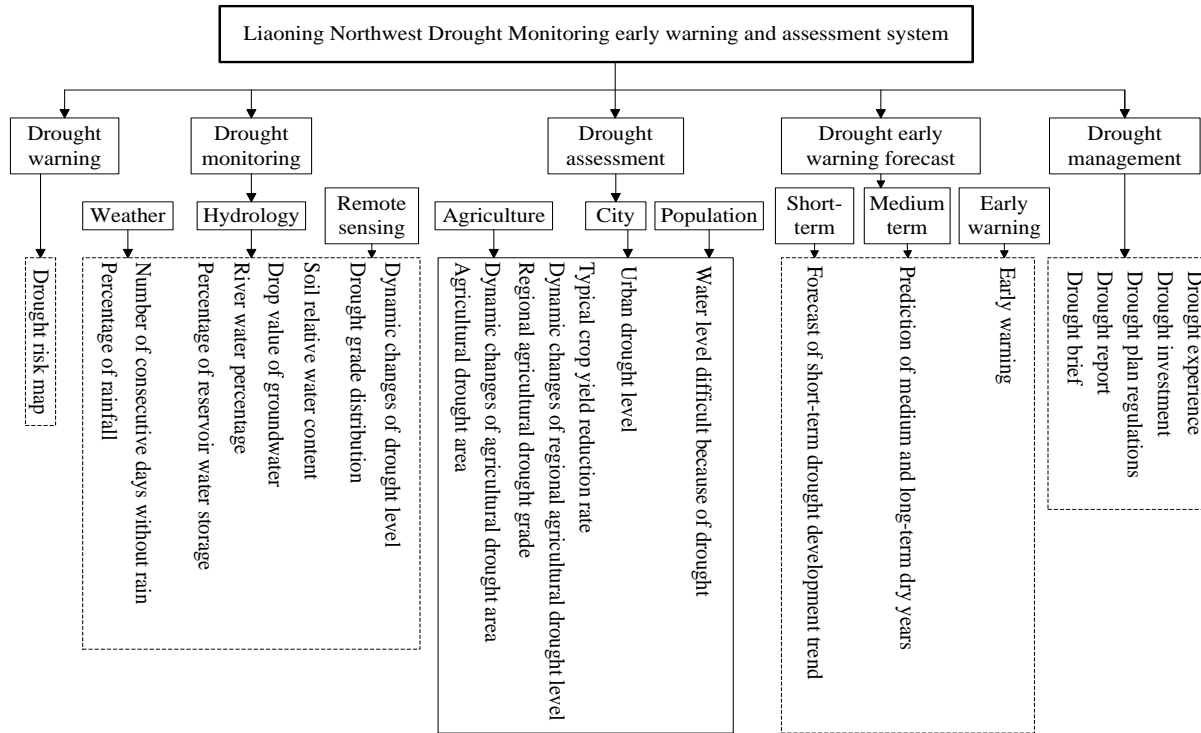 Liaoning Northwest Drought Monitoring early warning and assessment system
Drought
warning
Drought
monitoring
Drought
assessment
Drought early
warning forecast
Drought
management
Weather
Hydrology
Remote
sensing
Agriculture
City
Population
Short-
term
Medium
term
Early
warning
Drought risk map
Percentage of rainfall
Number of consecutive days without rain
Percentage of reservoir water storage
River water percentage
Drop value of groundwater
Soil relative water content
Drought grade distribution
Dynamic changes of drought level
Agricultural drought area
Dynamic changes of agricultural drought area
Regional agricultural drought grade
Dynamic changes of regional agricultural drought level
Typical crop yield reduction rate
Urban drought level
Water level difficult because of drought
Forecast of short-term drought development trend
Prediction of medium and long-term dry years
Early warning
Drought brief
Drought report
Drought plan regulations
Drought investment
Drought experience